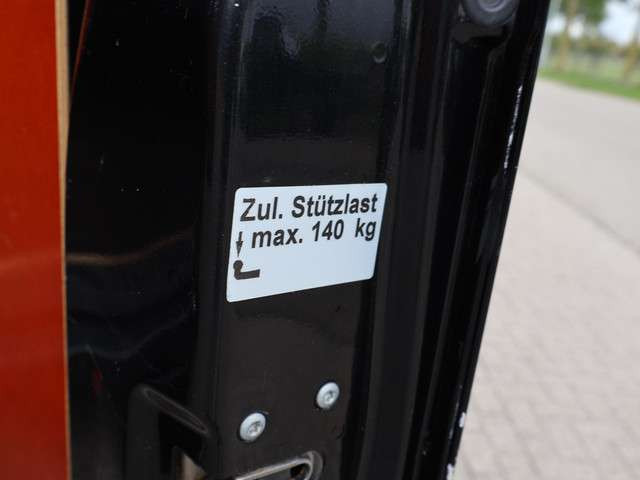 Zul. Stützlast
max. 140 kg